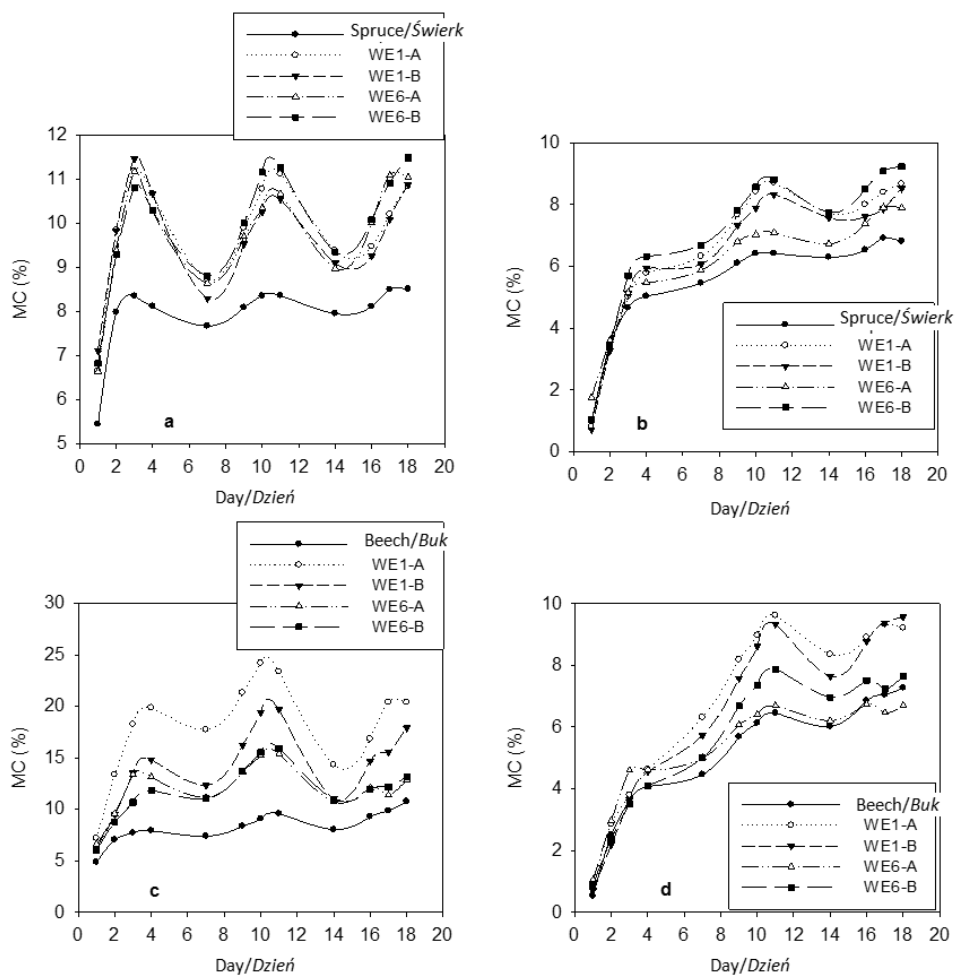 Spruce/Świerk
WE1-A
WE1-B
WE6-A
WE6-B
12
11
10
9
8
7
6
5
MC (%)
a
0 2 4 6 8 10 12 14 16 18 20
Day/Dzień
10
8
6
4
2
0
MC (%)
Spruce/Świerk
WE1-A
WE1-B
WE6-A
WE6-B
b
0 2 4 6 8 10 12 14 16 18 20
Day/Dzień
Beech/Buk
WE1-A
WE1-B
WE6-A
WE6-B
30
25
20
15
10
5
0
MC (%)
c
0 2 4 6 8 10 12 14 16 18 20
Day/Dzień
10
8
6
4
2
0
MC (%)
Beech/Buk
WE1-A
WE1-B
WE6-A
WE6-B
d
0 2 4 6 8 10 12 14 16 18 20
Day/Dzień